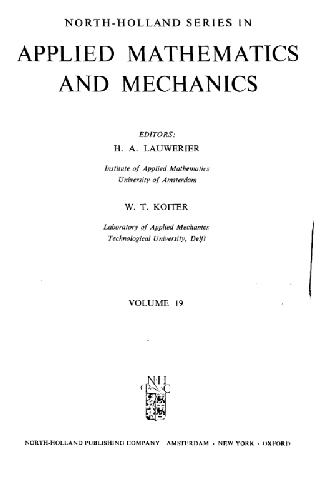 NORTH-HOLLAND SERIES IN
APPLIED MATHEMATICS
AND MECHANICS
EDITORS:
H. A. LAUWERIER
Institute of Applied Mathematics
University of Amsterdam
W. T. KOITER
Laboratory of Applied Mechanics
Technological University, Delft
VOLUME 19
NORTH-HOLLAND PUBLISHING COMPANY AMSTERDAM • NEW YORK • OXFORD